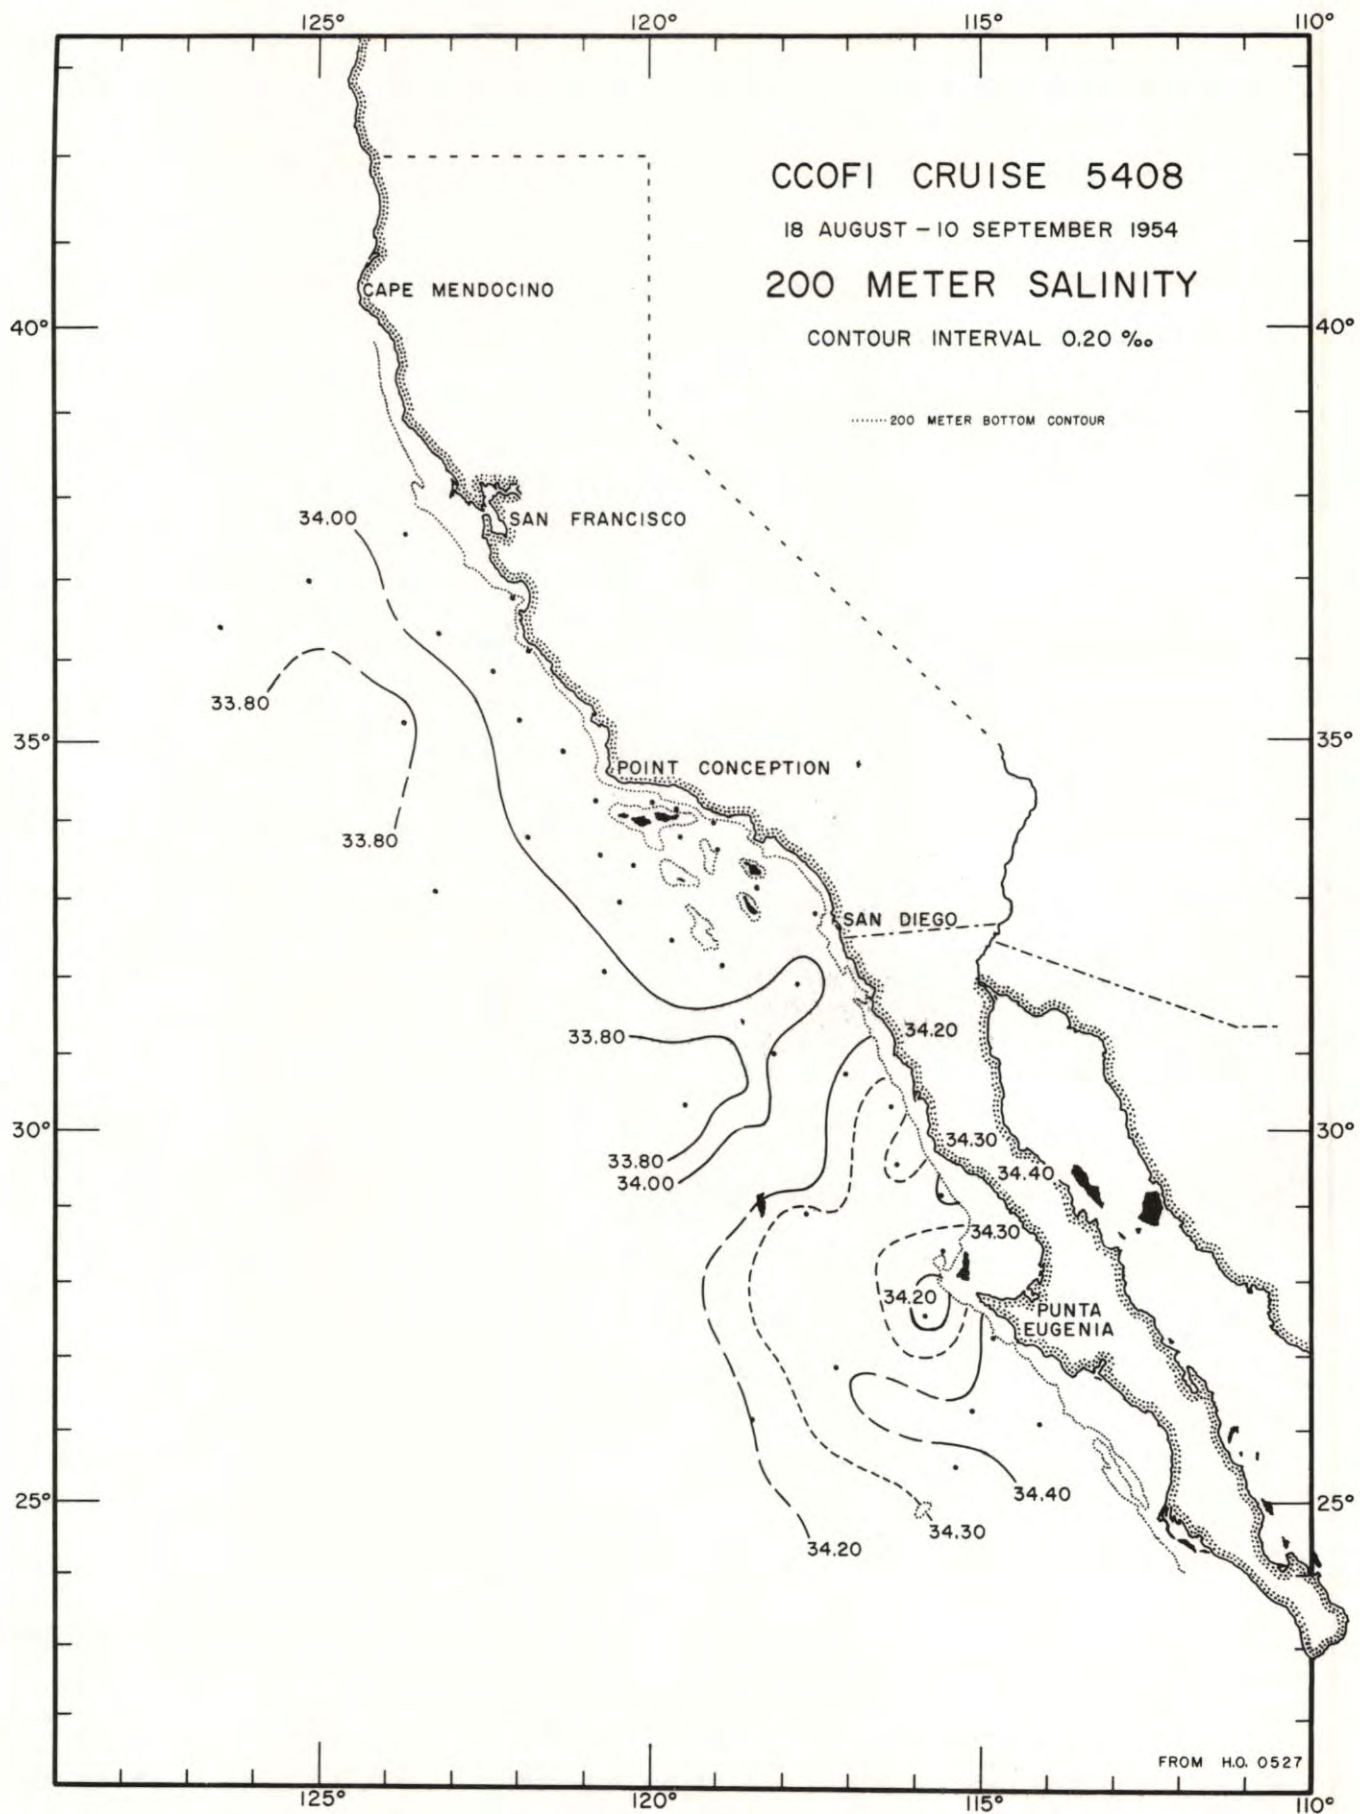 125° 120° 115° 110°
CCOFI CRUISE 5408
18 AUGUST – 10 SEPTEMBER 1954
200 METER SALINITY
CONTOUR INTERVAL 0.20 ‰
200 METER BOTTOM CONTOUR
CAPE MENDOCINO
40° 40°
34.00
SAN FRANCISCO
33.80
35° 35°
POINT CONCEPTION
33.80
SAN DIEGO
34.20
33.80
30° 30°
34.30
33.80
34.40
34.00
34.30
34.20
PUNTA
EUGENIA
34.40
25° 25°
34.30
34.20
FROM H.O. 0527
125° 120° 115° 110°